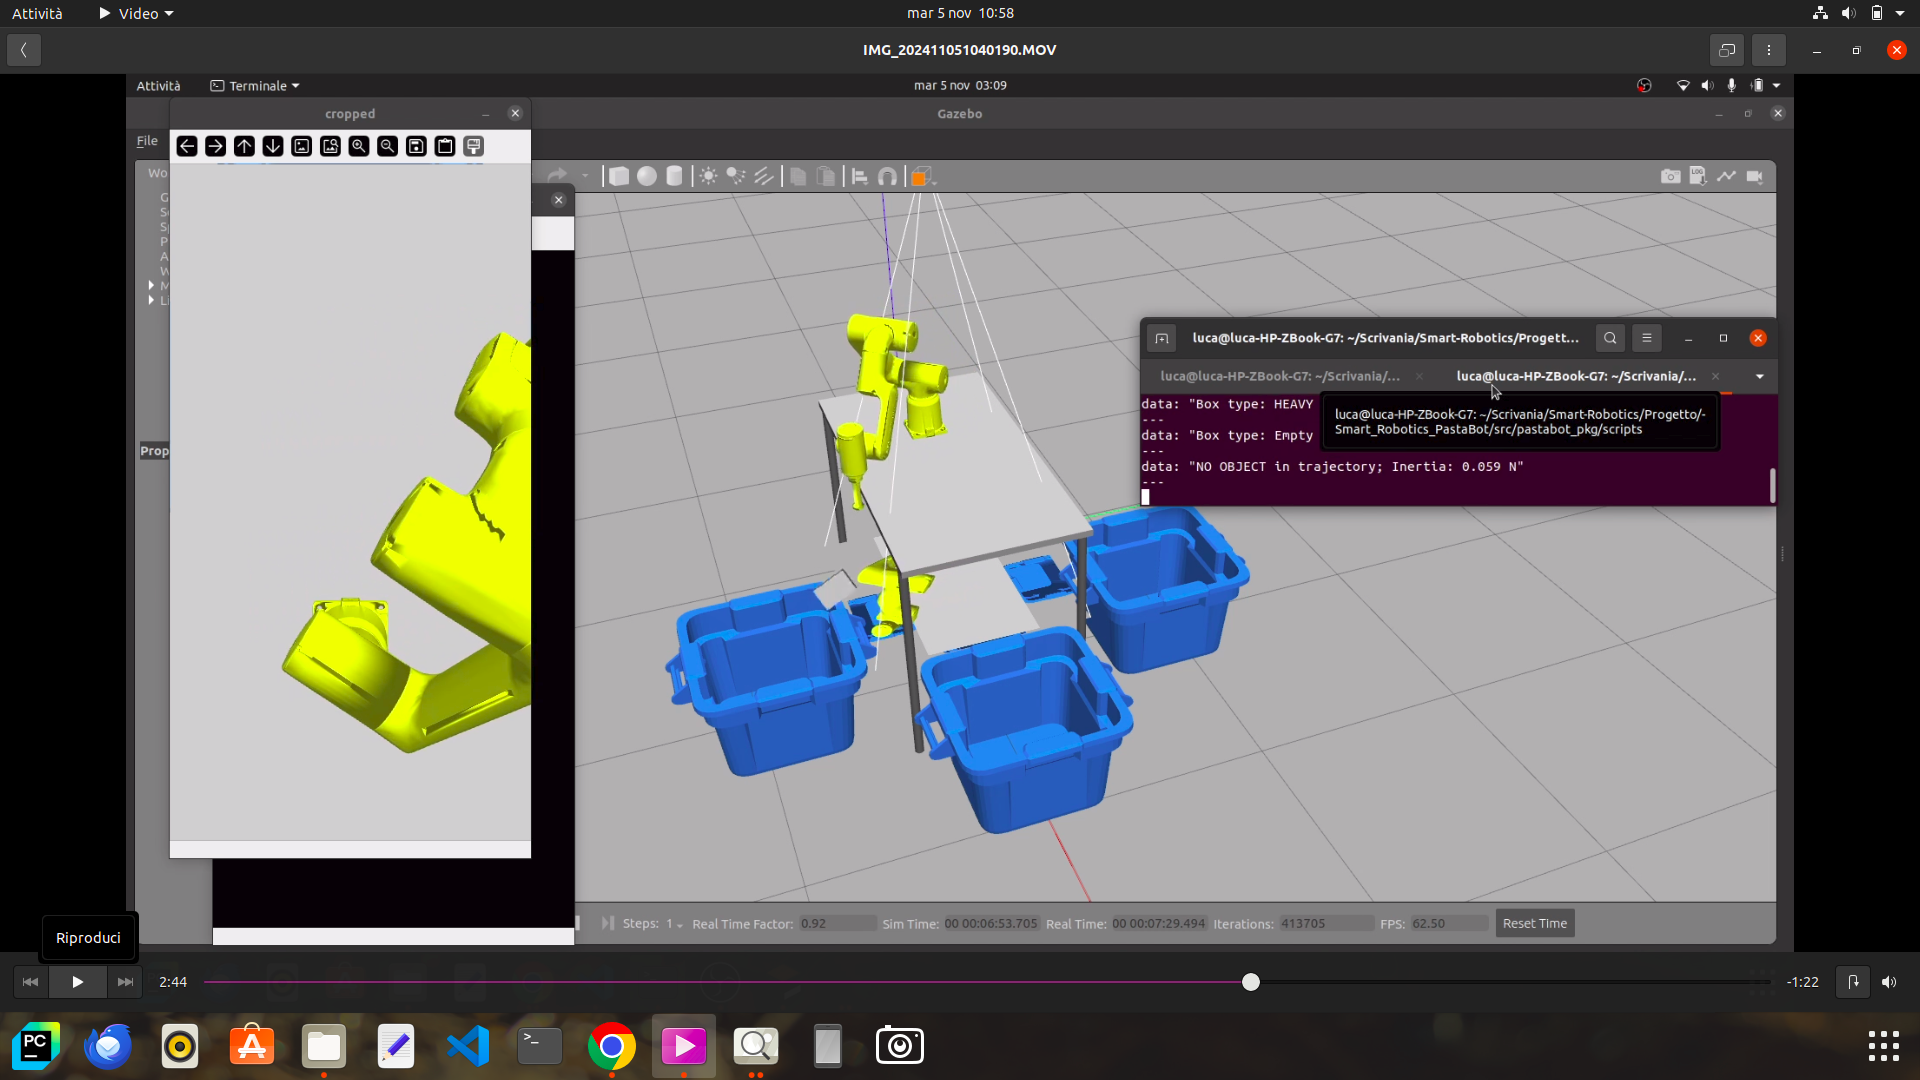 Attività Video mar 5 nov 10:58
IMG_202411051040190.MOV
Attività Terminale mar 5 nov 03:09
cropped Gazebo
File
Wo
G
S
Sp
P
A
W
M
Li
LOG
luca@luca-HP-ZBook-G7: ~/Scrivania/Smart-Robotics/Progett...
luca@luca-HP-ZBook-G7: ~/Scrivania/... luca@luca-HP-ZBook-G7: ~/Scrivania/...
data: "Box type: HEAVY
---
data: "Box type: Empty
---
data: "NO OBJECT in trajectory; Inertia: 0.059 N"
---
luca@luca-HP-ZBook-G7: ~/Scrivania/Smart-Robotics/Progetto/-
Smart_Robotics_PastaBot/src/pastabot_pkg/scripts
Prop
Steps: 1 Real Time Factor: 0.92 Sim Time: 00 00:06:53.705 Real Time: 00 00:07:29.494 Iterations: 413705 FPS: 62.50 Reset Time
Riproduci
2:44 -1:22
PC